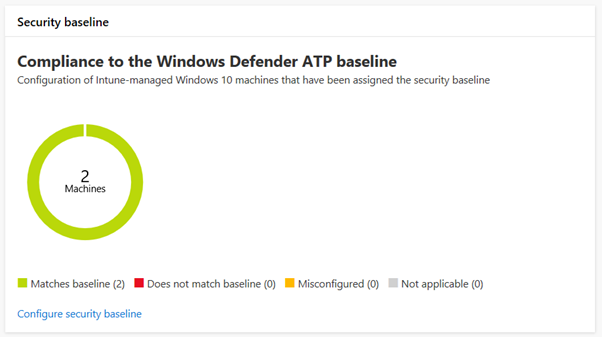 Security baseline
Compliance to the Windows Defender ATP baseline
Configuration of Intune-managed Windows 10 machines that have been assigned the security baseline
2
Machines
Matches baseline (2) Does not match baseline (0) Misconfigured (0) Not applicable (0)
Configure security baseline